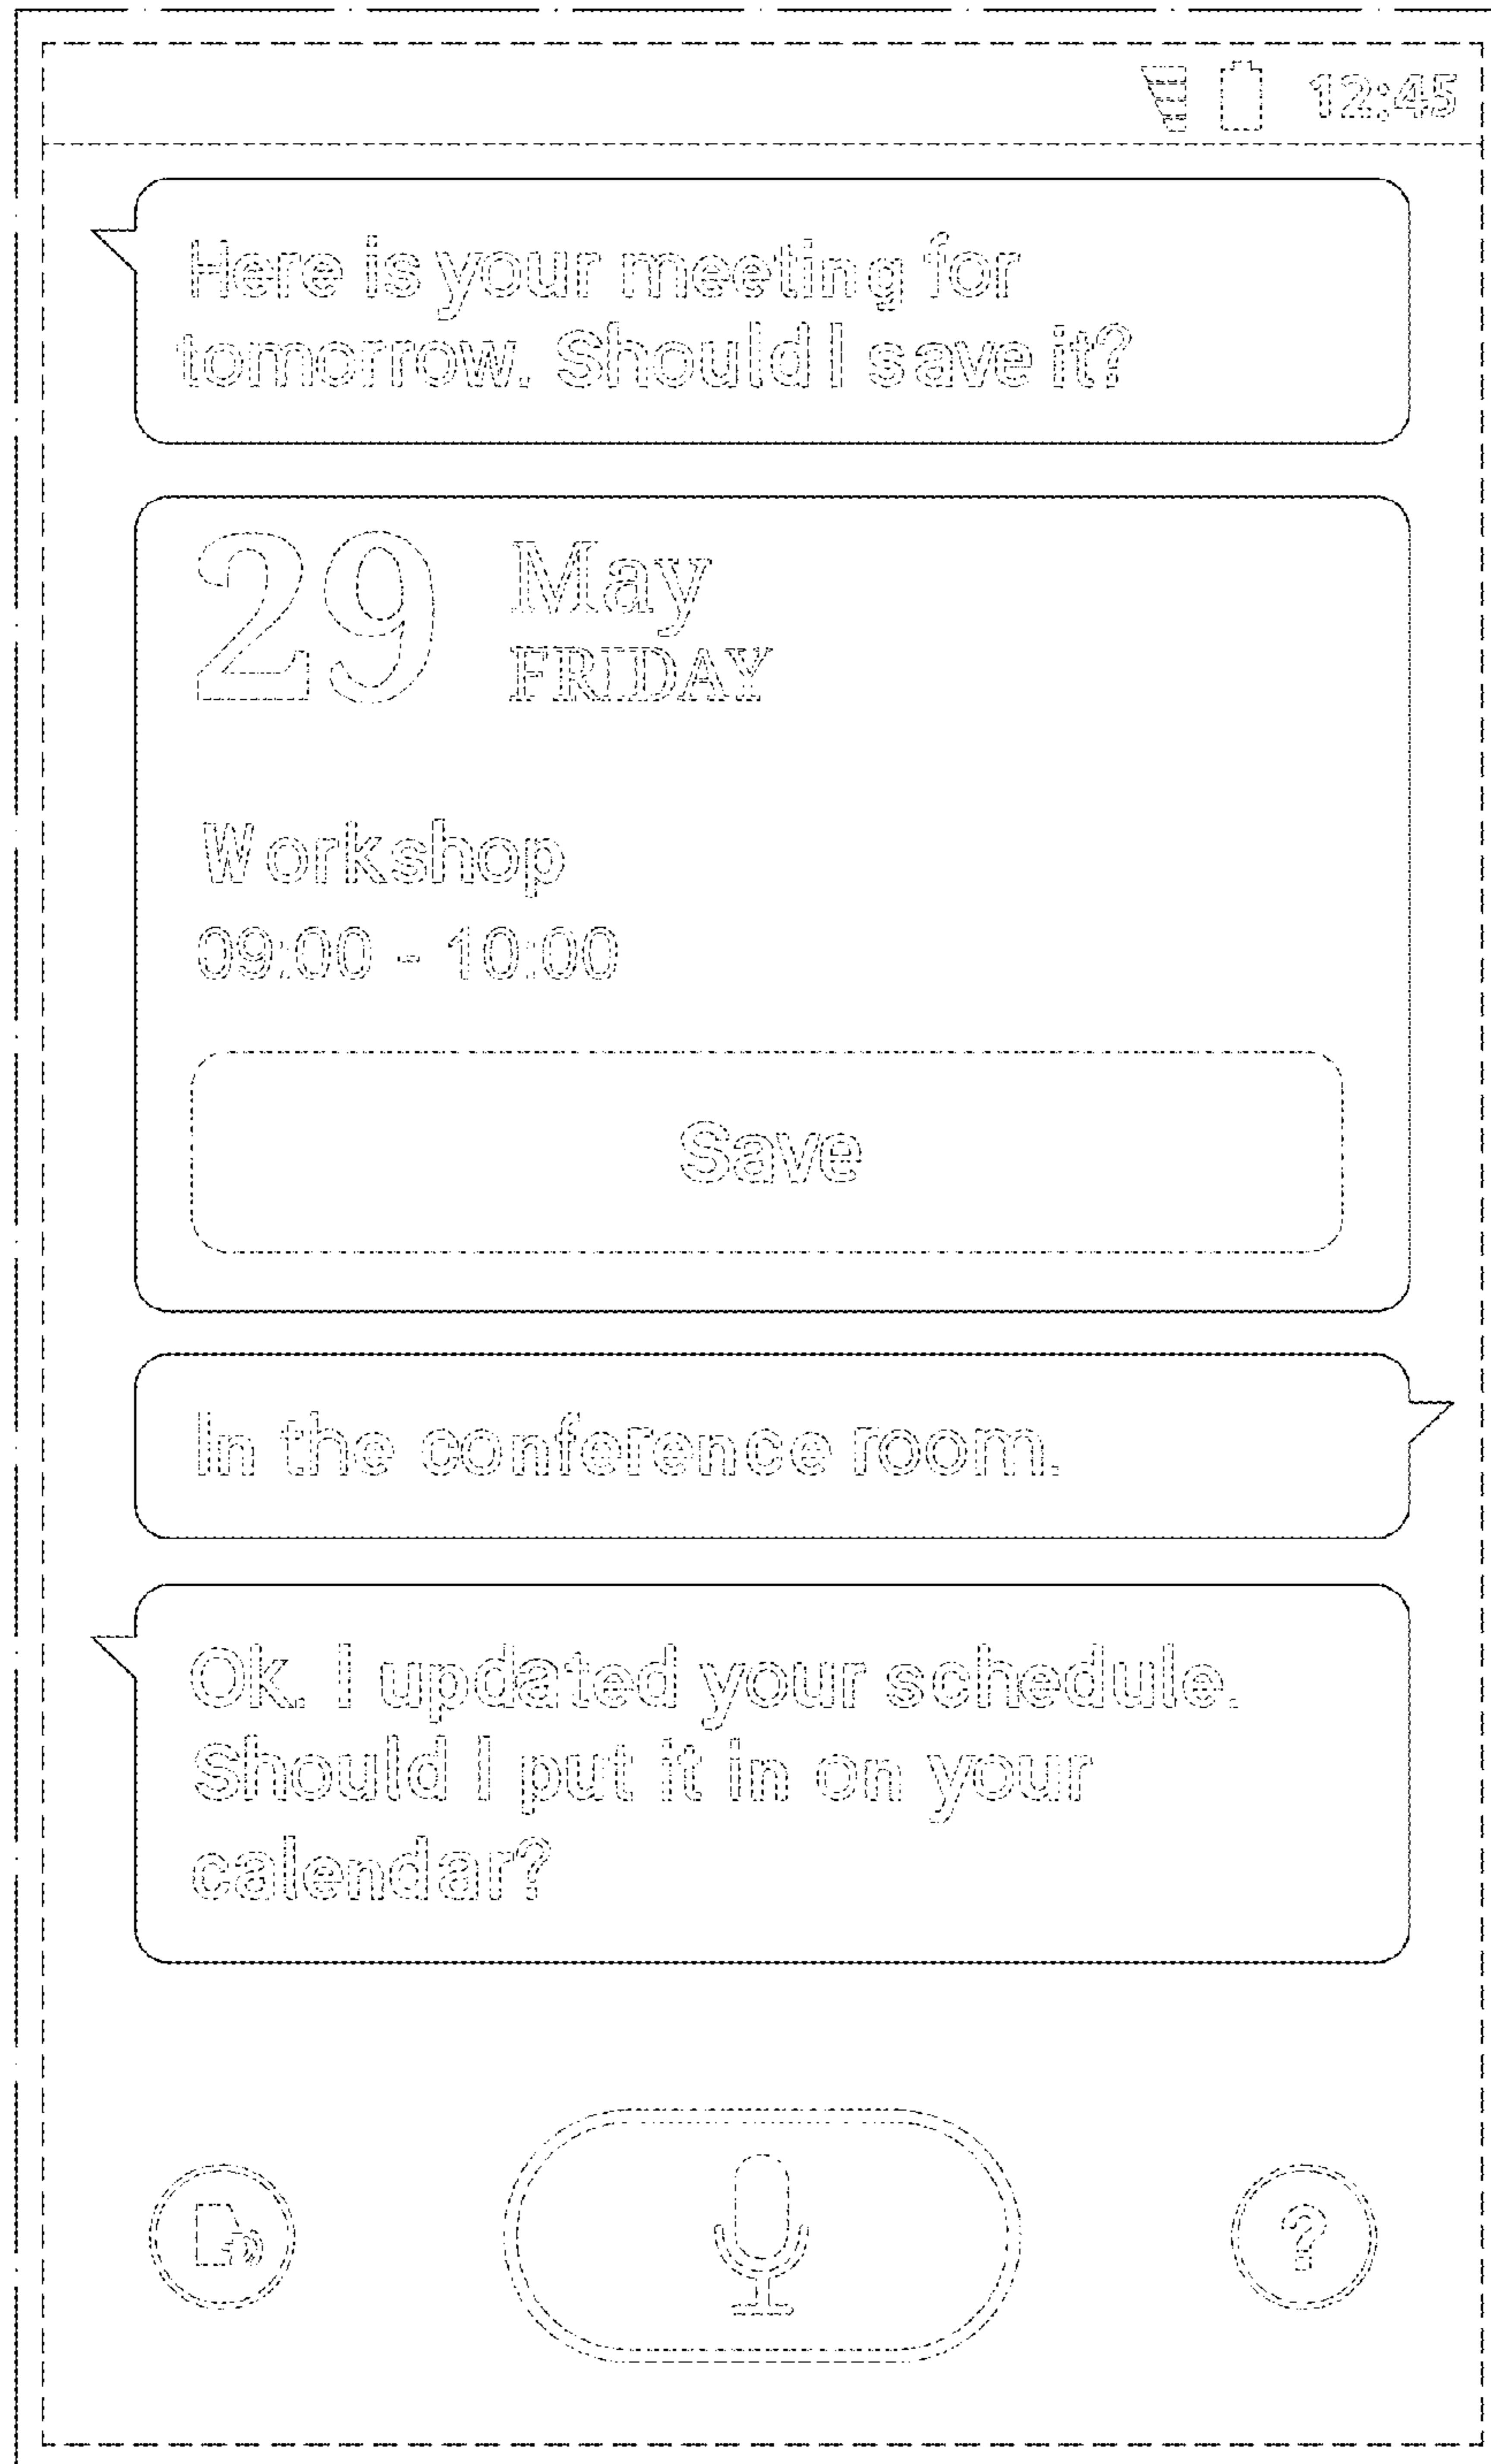 12:45
Here is your meeting for
tomorrow. Should I save it?
29 May
FRIDAY
Workshop
09:00 - 10:00
Save
In the conference room.
Ok. I updated your schedule.
Should I put it in on your
calendar?
?